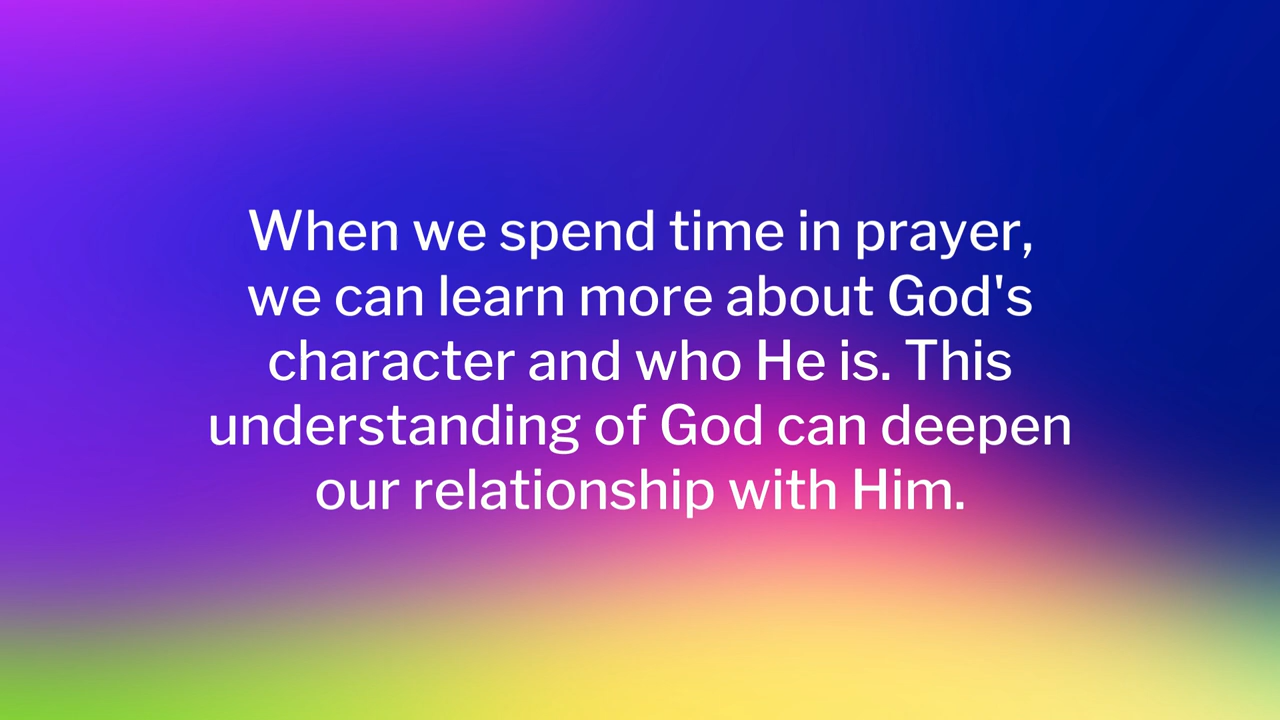 When we spend time in prayer,
we can learn more about God's
character and who He is. This
understanding of God can deepen
our relationship with Him.